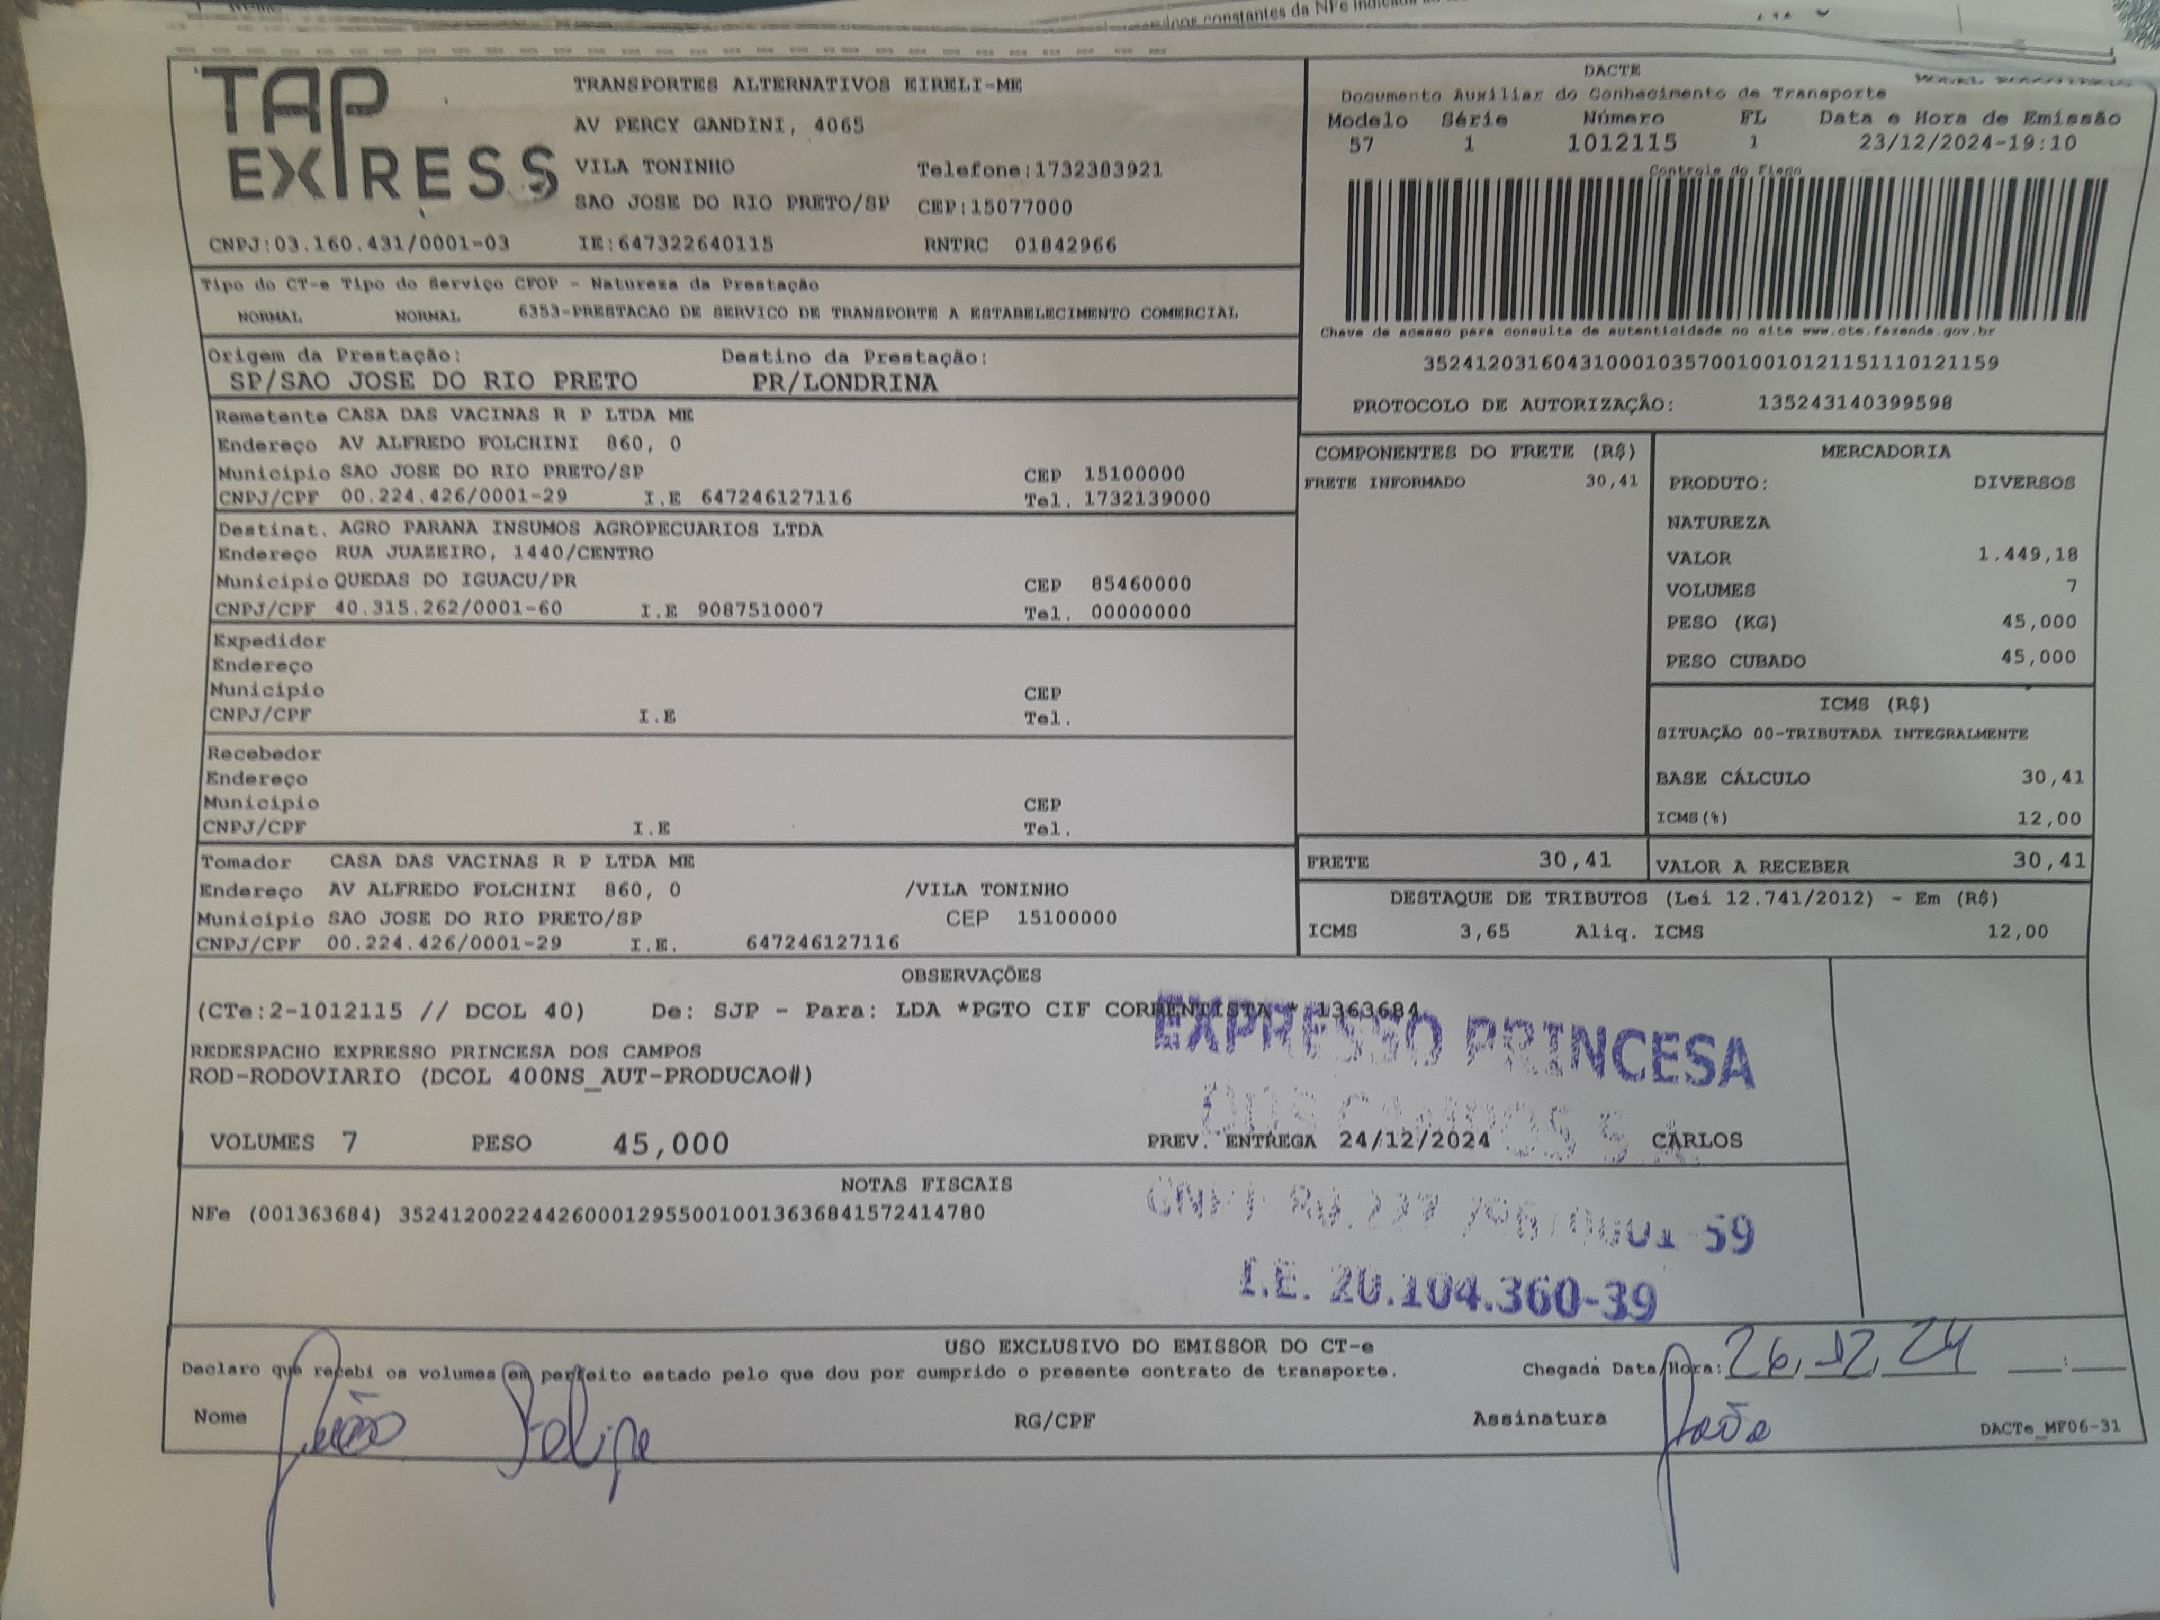 constantes da NFe
TAP
EXPRESS
TRANSPORTES ALTERNATIVOS EIRELI-ME
AV PERCY GANDINI, 4065
VILA TONINHO Telefone:1732303921
SAO JOSE DO RIO PRETO/SP CEP:15077000
CNPJ:03.160.431/0001-03 IE:647322640115 RNTRC 01842966
DACTE
Documento Auxiliar do Conhecimento de Transporte
Modelo Série Número FL Data e Hora de Emissão
57 1 1012115 1 23/12/2024-19:10
Controle do Fisco
Chave de acesso para consulta de autenticidade no site www.cte.fazenda.gov.br
35241203160431000103570010010121151110121159
PROTOCOLO DE AUTORIZAÇÃO: 135243140399598
Tipo do CT-e Tipo do Serviço CFOP - Natureza da Prestação
NORMAL NORMAL 6353-PRESTACAO DE SERVICO DE TRANSPORTE A ESTABELECIMENTO COMERCIAL
Origem da Prestação: Destino da Prestação:
SP/SAO JOSE DO RIO PRETO PR/LONDRINA
Remetente CASA DAS VACINAS R P LTDA ME
Endereço AV ALFREDO FOLCHINI 860, 0
Municipio SAO JOSE DO RIO PRETO/SP CEP 15100000
CNPJ/CPF 00.224.426/0001-29 I.E 647246127116 Tel. 1732139000
Destinat. AGRO PARANA INSUMOS AGROPECUARIOS LTDA
Endereço RUA JUAZEIRO, 1440/CENTRO
Municipio QUEDAS DO IGUACU/PR CEP 85460000
CNPJ/CPF 40.315.262/0001-60 I.E 9087510007 Tel. 00000000
Expedidor
Endereço
Municipio CEP
CNPJ/CPF I.E Tel.
Recebedor
Endereço
Municipio CEP
CNPJ/CPF I.E Tel.
Tomador CASA DAS VACINAS R P LTDA ME
Endereço AV ALFREDO FOLCHINI 860, 0 /VILA TONINHO
Municipio SAO JOSE DO RIO PRETO/SP CEP 15100000
CNPJ/CPF 00.224.426/0001-29 I.E. 647246127116
COMPONENTES DO FRETE (R$)
FRETE INFORMADO 30,41
MERCADORIA
PRODUTO: DIVERSOS
NATUREZA
VALOR 1.449,18
VOLUMES 7
PESO (KG) 45,000
PESO CUBADO 45,000
ICMS (R$)
SITUAÇÃO 00-TRIBUTADA INTEGRALMENTE
BASE CÁLCULO 30,41
ICMS(%) 12,00
FRETE 30,41 VALOR A RECEBER 30,41
DESTAQUE DE TRIBUTOS (Lei 12.741/2012) - Em (R$)
ICMS 3,65 Aliq. ICMS 12,00
OBSERVAÇÕES
(CTe:2-1012115 // DCOL 40) De: SJP - Para: LDA *PGTO CIF CORRENTISTA * 1363684
REDESPACHO EXPRESSO PRINCESA DOS CAMPOS
ROD-RODOVIARIO (DCOL 400NS_AUT-PRODUCAO#)
VOLUMES 7 PESO 45,000 PREV. ENTREGA 24/12/2024 CARLOS
EXPRESSO PRINCESA
DOS CAMPOS S A
I.E. 20.104.360-39
NOTAS FISCAIS
NFe (001363684) 35241200224426000129550010013636841572414780
USO EXCLUSIVO DO EMISSOR DO CT-e
Declaro que recebi os volumes em perfeito estado pelo que dou por cumprido o presente contrato de transporte. Chegada Data/Hora: 26,12,24 :
Nome João Felipe RG/CPF Assinatura João DACTe_MF06-31